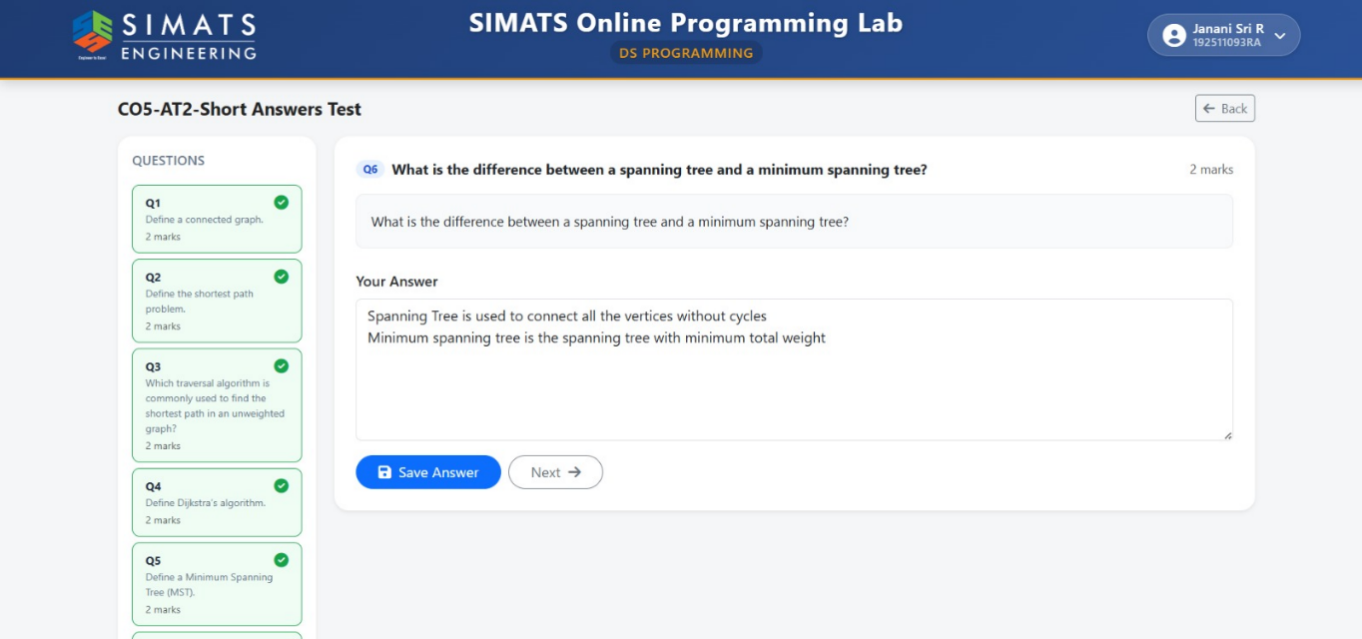 SIMATS
ENGINEERING
SIMATS Online Programming Lab
DS PROGRAMMING
Janani Sri R
192511093RA
CO5-AT2-Short Answers Test
← Back
QUESTIONS
Q1
Define a connected graph.
2 marks
Q2
Define the shortest path
problem.
2 marks
Q3
Which traversal algorithm is
commonly used to find the
shortest path in an unweighted
graph?
2 marks
Q4
Define Dijkstra's algorithm.
2 marks
Q5
Define a Minimum Spanning
Tree (MST).
2 marks
Q6 What is the difference between a spanning tree and a minimum spanning tree? 2 marks
What is the difference between a spanning tree and a minimum spanning tree?
Your Answer
Spanning Tree is used to connect all the vertices without cycles
Minimum spanning tree is the spanning tree with minimum total weight
Save Answer
Next →